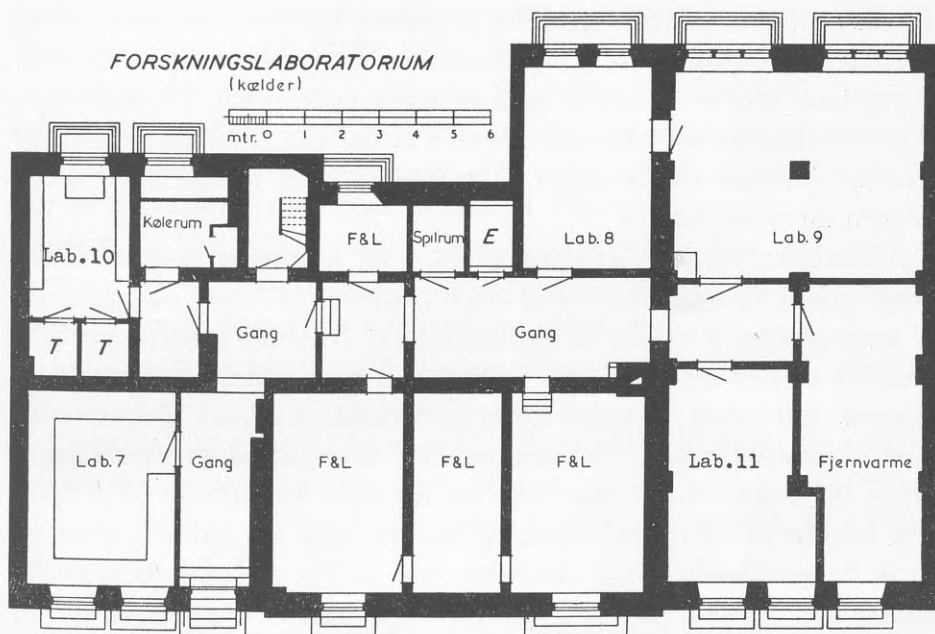 FORSKNINGSLABORATORIUM
(kælder)
mtr. 0 1 2 3 4 5
Kølerum
Lab.10
F&L
Spilrum
E
Lab. 8
Lab. 9
T
T
Gang
Gang
Lab. 7
Gang
F&L
F&L
F&L
Lab.11
Fjernvarme